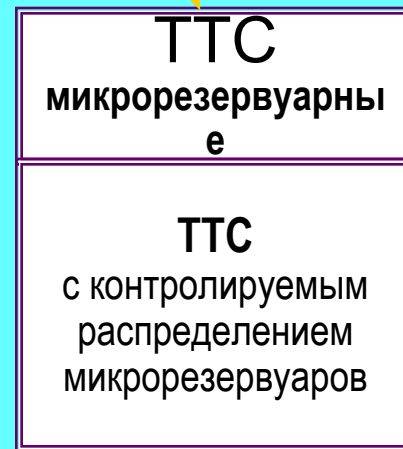 ТТС
микрорезервуарны
е
ТТС
с контролируемым
распределением
микрорезервуаров